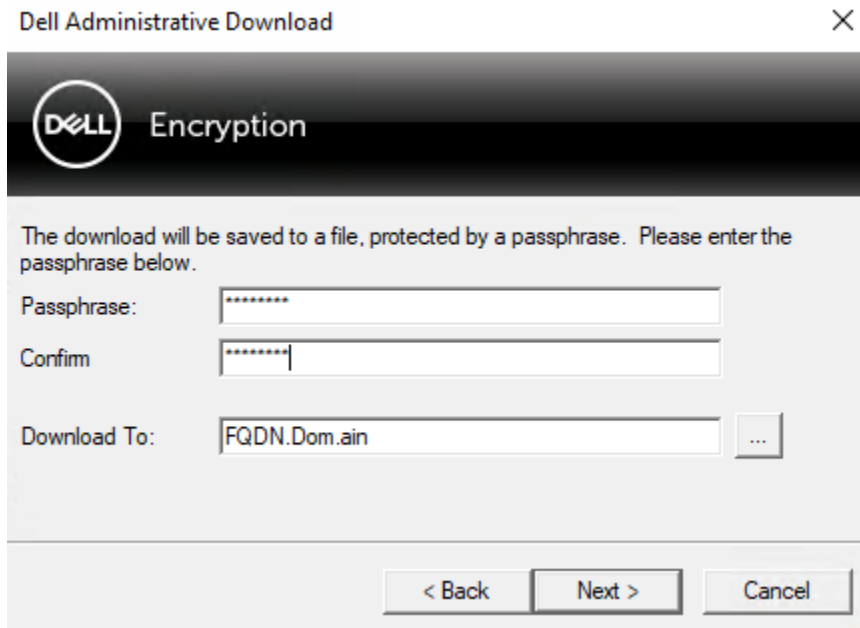 Dell Administrative Download
DELL Encryption
The download will be saved to a file, protected by a passphrase. Please enter the
passphrase below.
Passphrase: ********
Confirm ********
Download To: FQDN.Dom.ain ...
< Back Next > Cancel